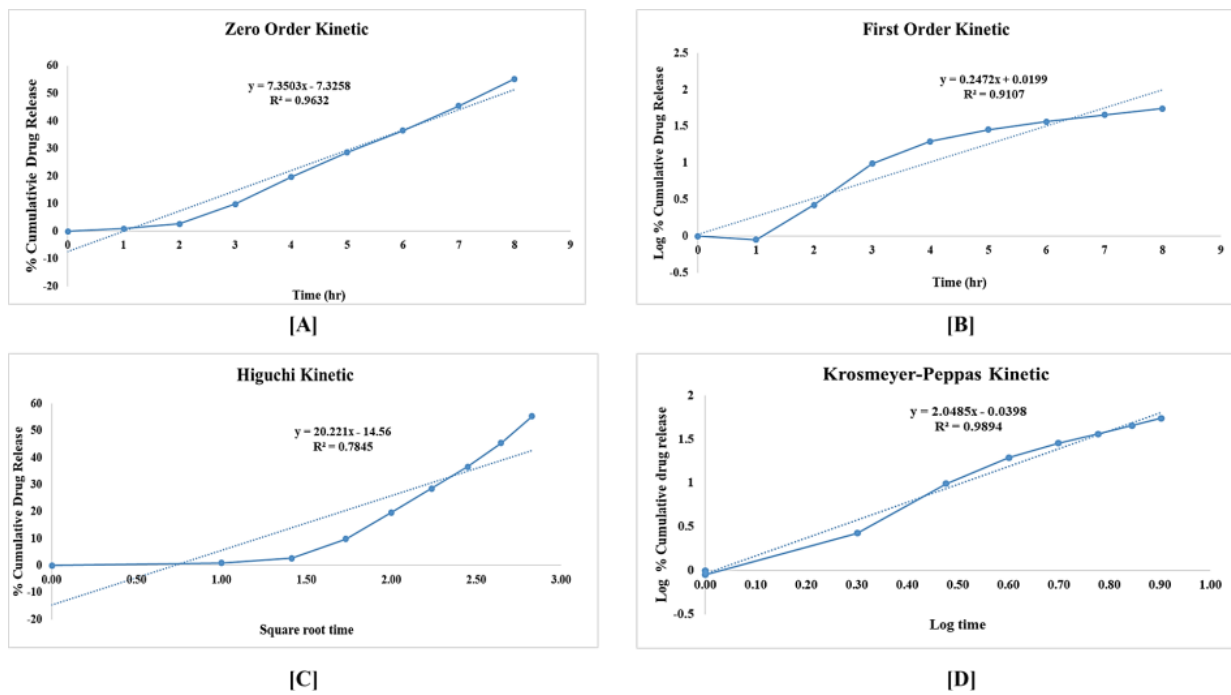 Zero Order Kinetic
y = 7.3503x - 7.3258
R² = 0.9632
% Cumulativie Drug Release
60
50
40
30
20
10
0
-10
-20
0 1 2 3 4 5 6 7 8 9
Time (hr)
[A]
First Order Kinetic
y = 0.2472x + 0.0199
R² = 0.9107
Log % Cumulative Drug Release
2.5
2
1.5
1
0.5
0
-0.5
0 1 2 3 4 5 6 7 8 9
Time (hr)
[B]
Higuchi Kinetic
y = 20.221x - 14.56
R² = 0.7845
% Cumulative Drug Release
60
50
40
30
20
10
0
-10
-20
0.00 0.50 1.00 1.50 2.00 2.50 3.00
Square root time
[C]
Krosmeyer-Peppas Kinetic
y = 2.0485x - 0.0398
R² = 0.9894
Log % Cumulative drug release
2
1.5
1
0.5
0
-0.5
0.00 0.10 0.20 0.30 0.40 0.50 0.60 0.70 0.80 0.90 1.00
Log time
[D]